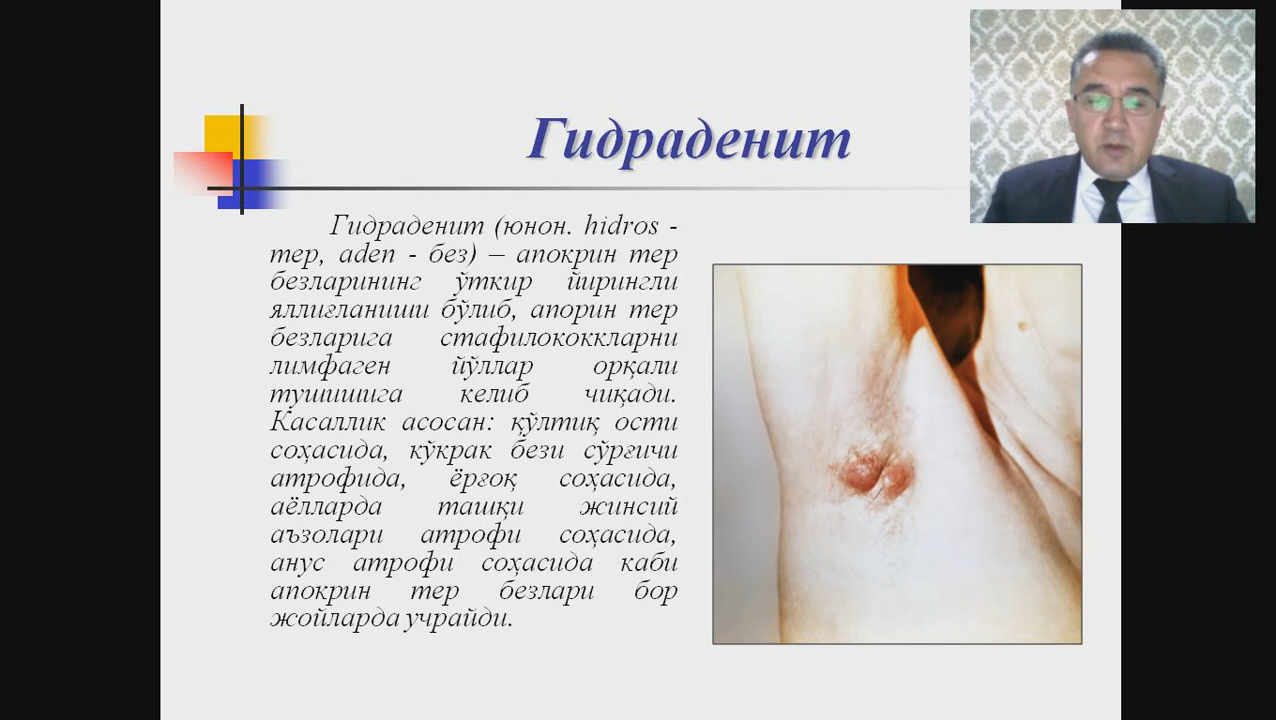 Гидраденит
Гидраденит (юнон. hidros -
тер, aden - без) – апокрин тер
безларининг ўткир йирингли
яллиғланиши бўлиб, апорин тер
безларига стафилококкларни
лимфаген йўллар орқали
тушишига келиб чиқади.
Касаллик асосан: қўлтиқ ости
соҳасида, кўкрак бези сўрғичи
атрофида, ёрғоқ соҳасида,
аёлларда ташқи жинсий
аъзолари атрофи соҳасида,
анус атрофи соҳасида каби
апокрин тер безлари бор
жойларда учрайди.